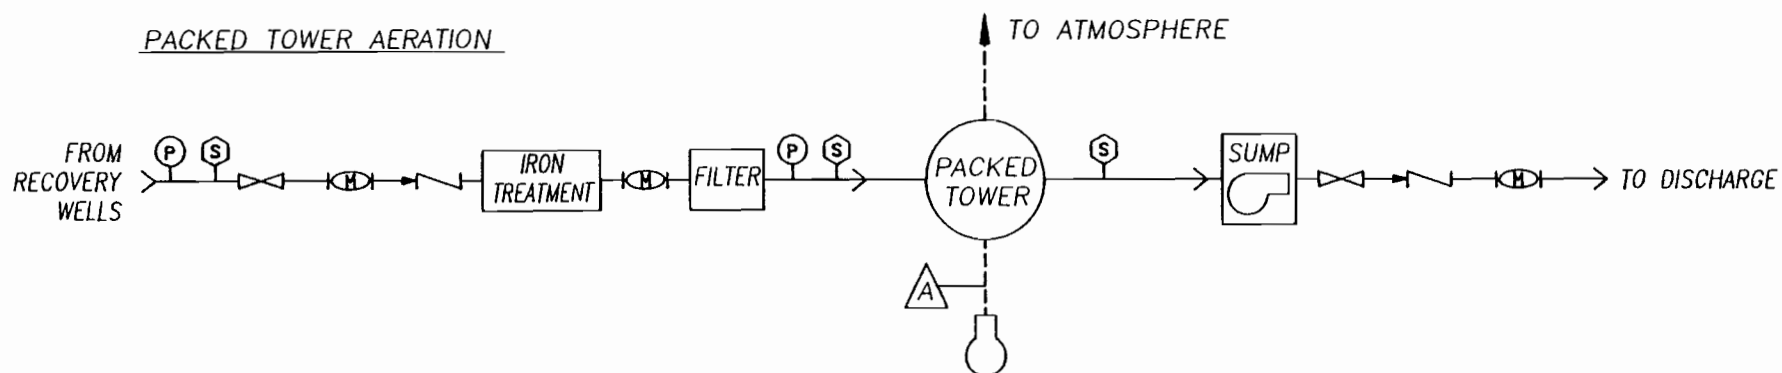 PACKED TOWER AERATION
TO ATMOSPHERE
FROM
RECOVERY
WELLS
P
S
M
IRON
TREATMENT
M
FILTER
P
S
PACKED
TOWER
S
SUMP
M
TO DISCHARGE
A